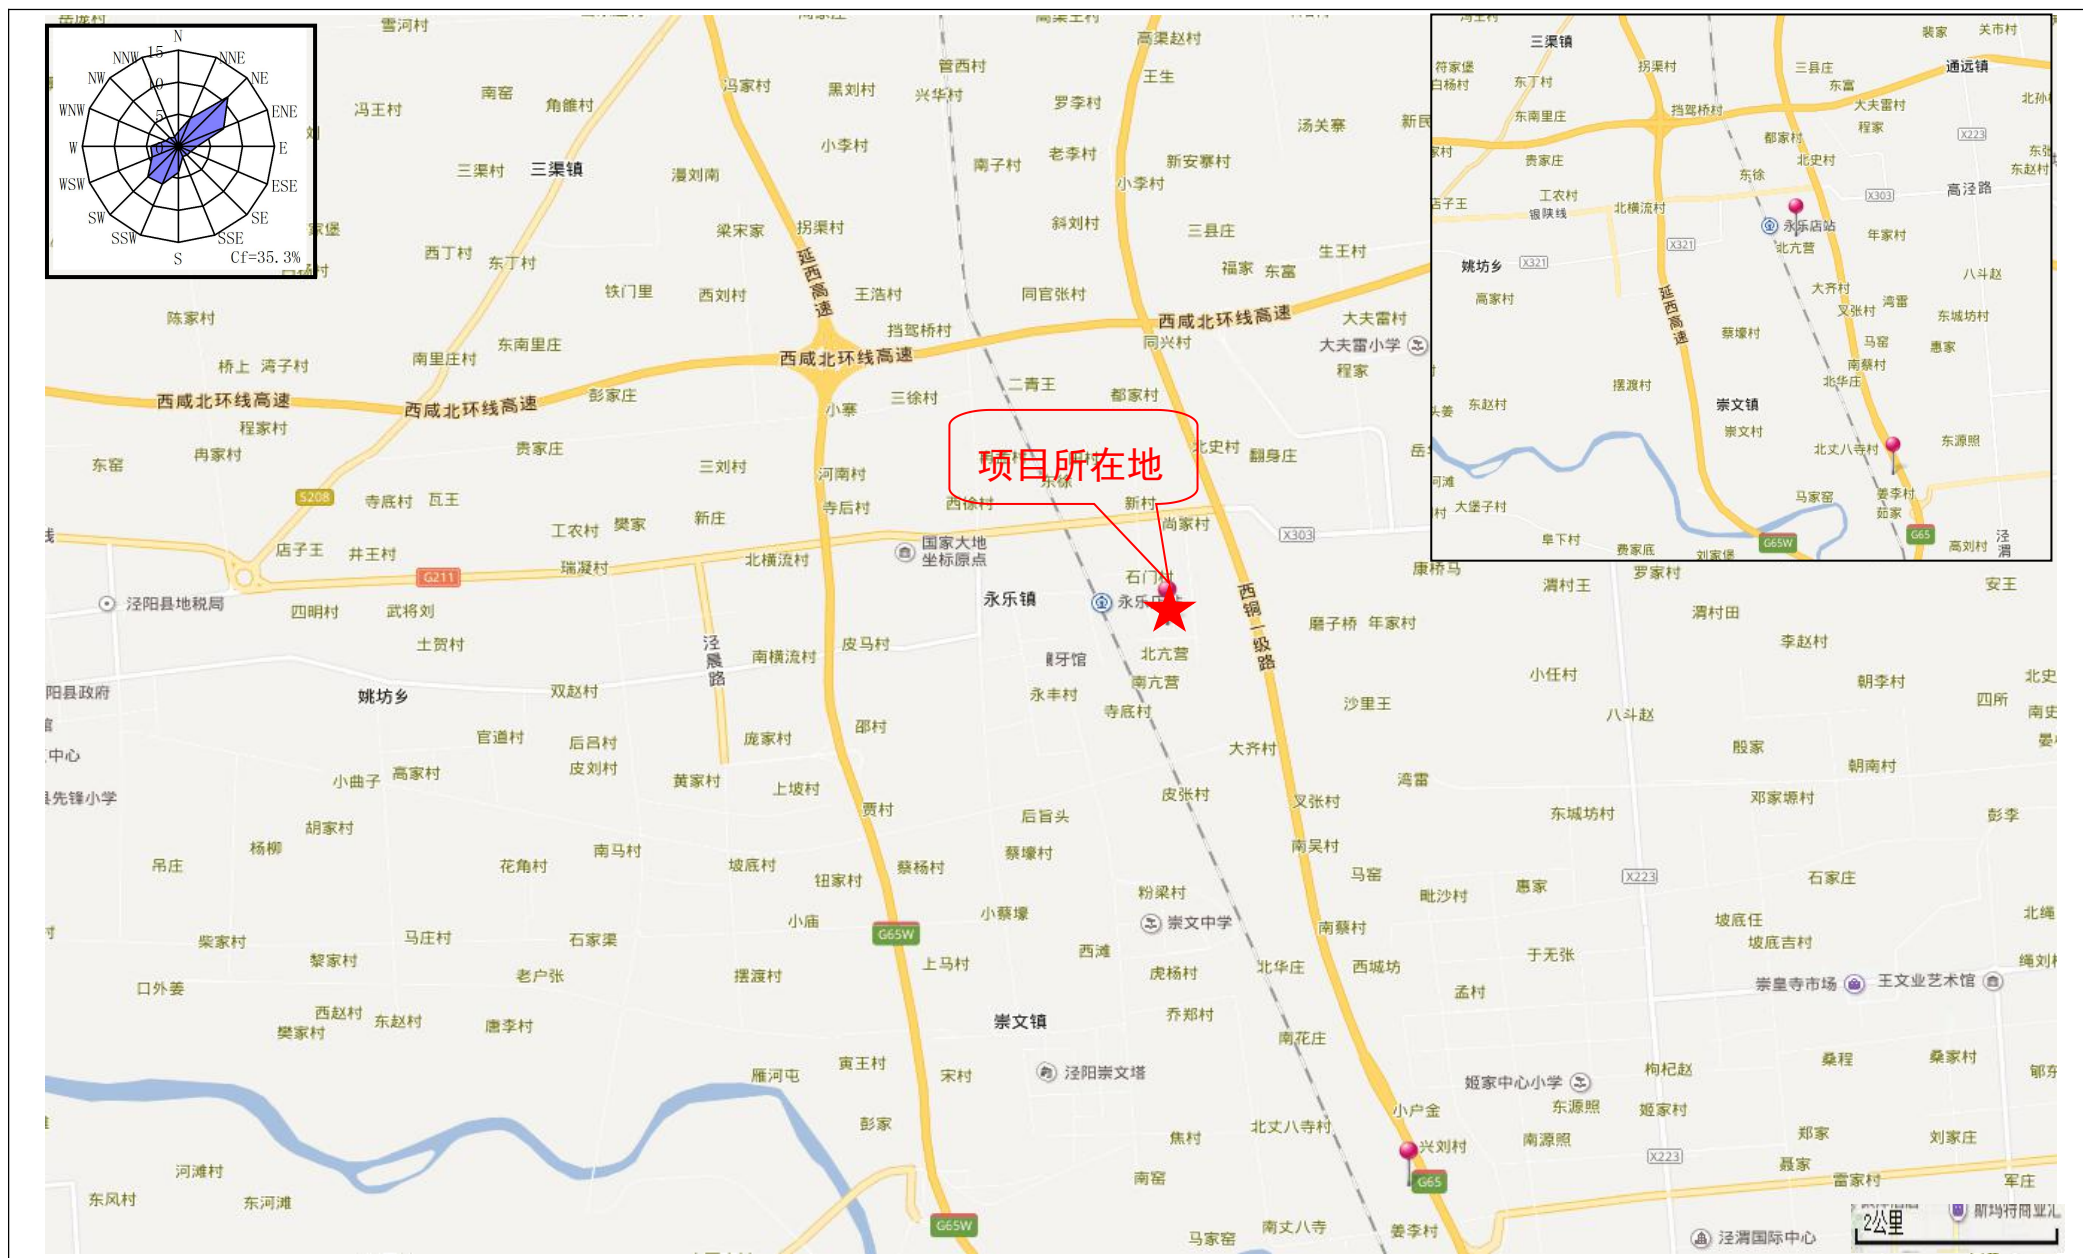 N
NNE
NE
ENE
E
ESE
SE
SSE
S
SSW
SW
WSW
W
WNW
NW
NNW
15
10
5
0
Cf=35.3%
雪河村
管西村
高渠赵村
王生
冯家村
黑刘村
兴华村
罗李村
南窑
角雒村
冯王村
汤关寨
小李村
南子村
老李村
新安寨村
三渠村
三渠镇
漫刘南
小李村
斜刘村
三县庄
梁宋家
拐渠村
生王村
福家
东富
西丁村
东丁村
铁门里
西刘村
延西高速
王浩村
同官张村
陈家村
挡驾桥村
西咸北环线高速
大夫雷村
大夫雷小学
同兴村
程家
东南里庄
南里庄村
桥上
湾子村
西咸北环线高速
西咸北环线高速
西咸北环线高速
彭家庄
二青王
都家村
三徐村
小寨
程家村
冉家村
东窑
贵家庄
三刘村
河南村
项目所在地
北史村
翻身庄
东徐
西徐村
新村
尚家村
S208
寺底村
瓦王
工农村
樊家
新庄
寺后村
X303
店子王
井王村
G211
瑞凝村
北横流村
国家大地
坐标原点
石门村
康桥马
泾阳县地税局
四明村
武将刘
永乐镇
土贺村
泾晨路
南横流村
皮马村
北亢营
南亢营
西铜一级路
磨子桥
年家村
渭村王
罗家村
安王
渭村田
李赵村
阳县政府
姚坊乡
双赵村
永丰村
寺底村
沙里王
小任村
八斗赵
朝李村
四所
北史
南史
官道村
后吕村
庞家村
邵村
大齐村
殷家
朝南村
中心
小曲子
高家村
皮刘村
黄家村
上坡村
皮张村
叉张村
湾雷
东城坊村
邓家塬村
彭李
先锋小学
胡家村
贾村
后旨头
南吴村
吊庄
杨柳
花角村
南马村
坡底村
钮家村
蔡杨村
蔡壕村
马窑
毗沙村
惠家
X223
石家庄
粉梁村
小蔡壕
小庙
G65W
崇文中学
南蔡村
坡底任
坡底吉村
北绳
柴家村
马庄村
石家渠
黎家村
老户张
摆渡村
上马村
西滩
虎杨村
北华庄
西城坊
于无张
孟村
崇皇寺市场
王文业艺术馆
口外姜
西赵村
东赵村
樊家村
唐李村
崇文镇
乔郑村
南花庄
雁河屯
寅王村
宋村
泾阳崇文塔
姬家中心小学
枸杞赵
桑程
桑家村
小户金
东源照
姬家村
彭家
焦村
北丈八寺村
兴刘村
南源照
郑家
刘家庄
X223
聂家
雷家村
军庄
河滩村
东风村
东河滩
南窑
G65
G65W
马家窑
南丈八寺
姜李村
泾渭国际中心
2公里
三渠镇
裴家
关市村
符家堡
白杨村
东丁村
拐渠村
三县庄
东富
通远镇
东南里庄
挡驾桥村
大夫雷村
程家
X223
都家村
贵家庄
北史村
东徐
东赵村
工农村
X303
高泾路
店子王
银陕线
北横流村
永乐店站
北亢营
年家村
X321
X321
姚坊乡
高家村
延西高速
大齐村
湾雷
叉张村
东城坊村
八斗赵
蔡壕村
马窑
惠家
南蔡村
北华庄
摆渡村
东赵村
崇文镇
崇文村
北丈八寺村
东源照
马家窑
姜李村
茹家
大堡子村
阜下村
费家底
刘家堡
G65W
G65
高刘村
泾渭